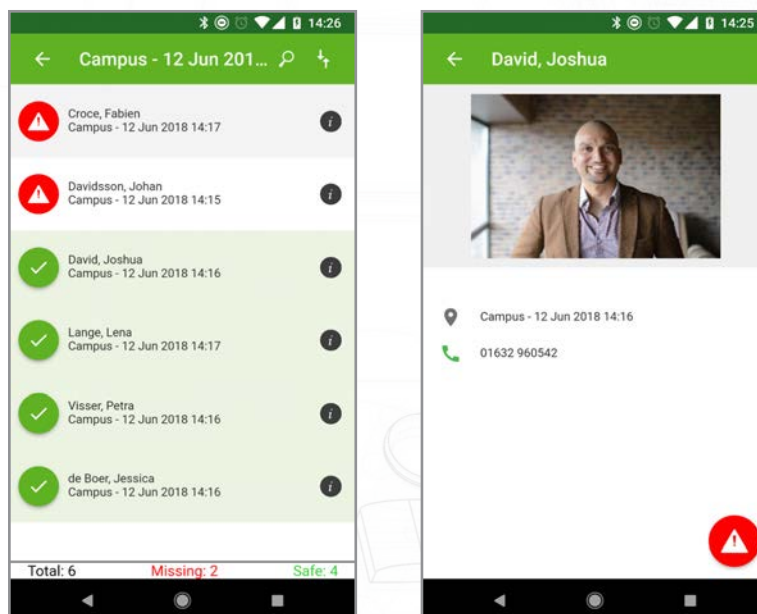 14:26
Campus - 12 Jun 201...
Croce, Fabien
Campus - 12 Jun 2018 14:17
i
Davidsson, Johan
Campus - 12 Jun 2018 14:15
i
David, Joshua
Campus - 12 Jun 2018 14:16
i
Lange, Lena
Campus - 12 Jun 2018 14:17
i
Visser, Petra
Campus - 12 Jun 2018 14:16
i
de Boer, Jessica
Campus - 12 Jun 2018 14:16
i
Total: 6 Missing: 2 Safe: 4
14:25
David, Joshua
Campus - 12 Jun 2018 14:16
01632 960542